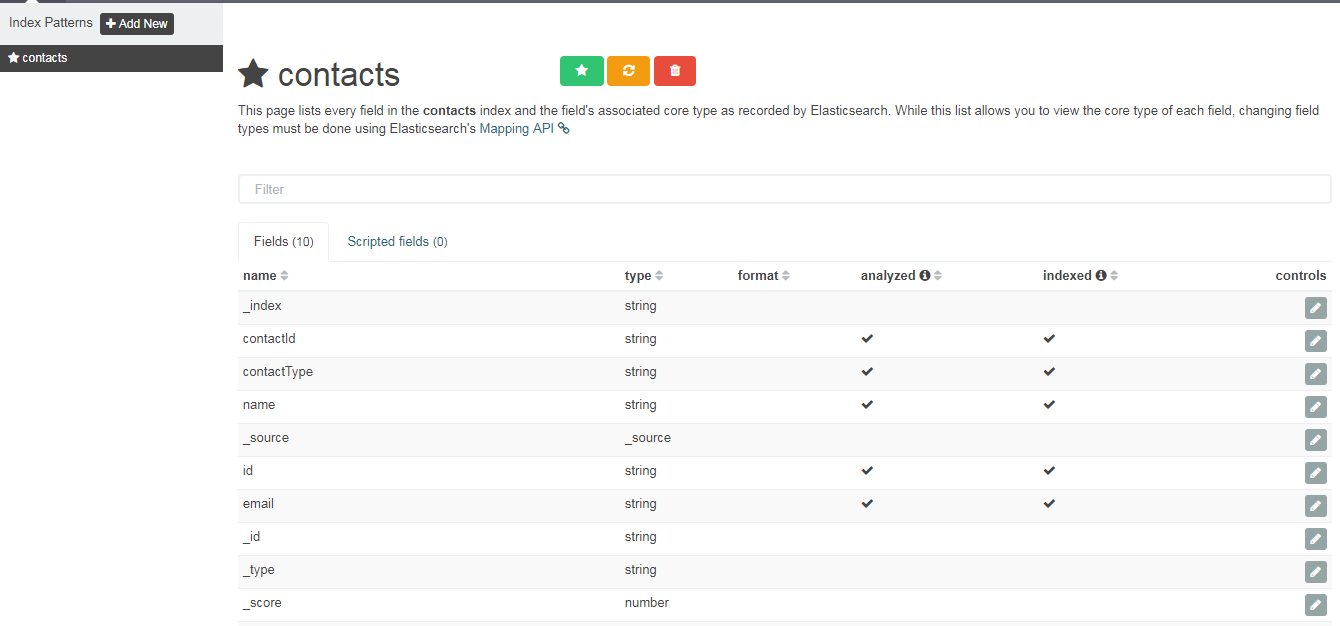 Index Patterns Add New
contacts
contacts
This page lists every field in the contacts index and the field's associated core type as recorded by Elasticsearch. While this list allows you to view the core type of each field, changing field
types must be done using Elasticsearch's Mapping API
Filter
Fields (10) Scripted fields (0)
name type format analyzed indexed controls
_index string
contactId string
contactType string
name string
_source _source
id string
email string
_id string
_type string
_score number